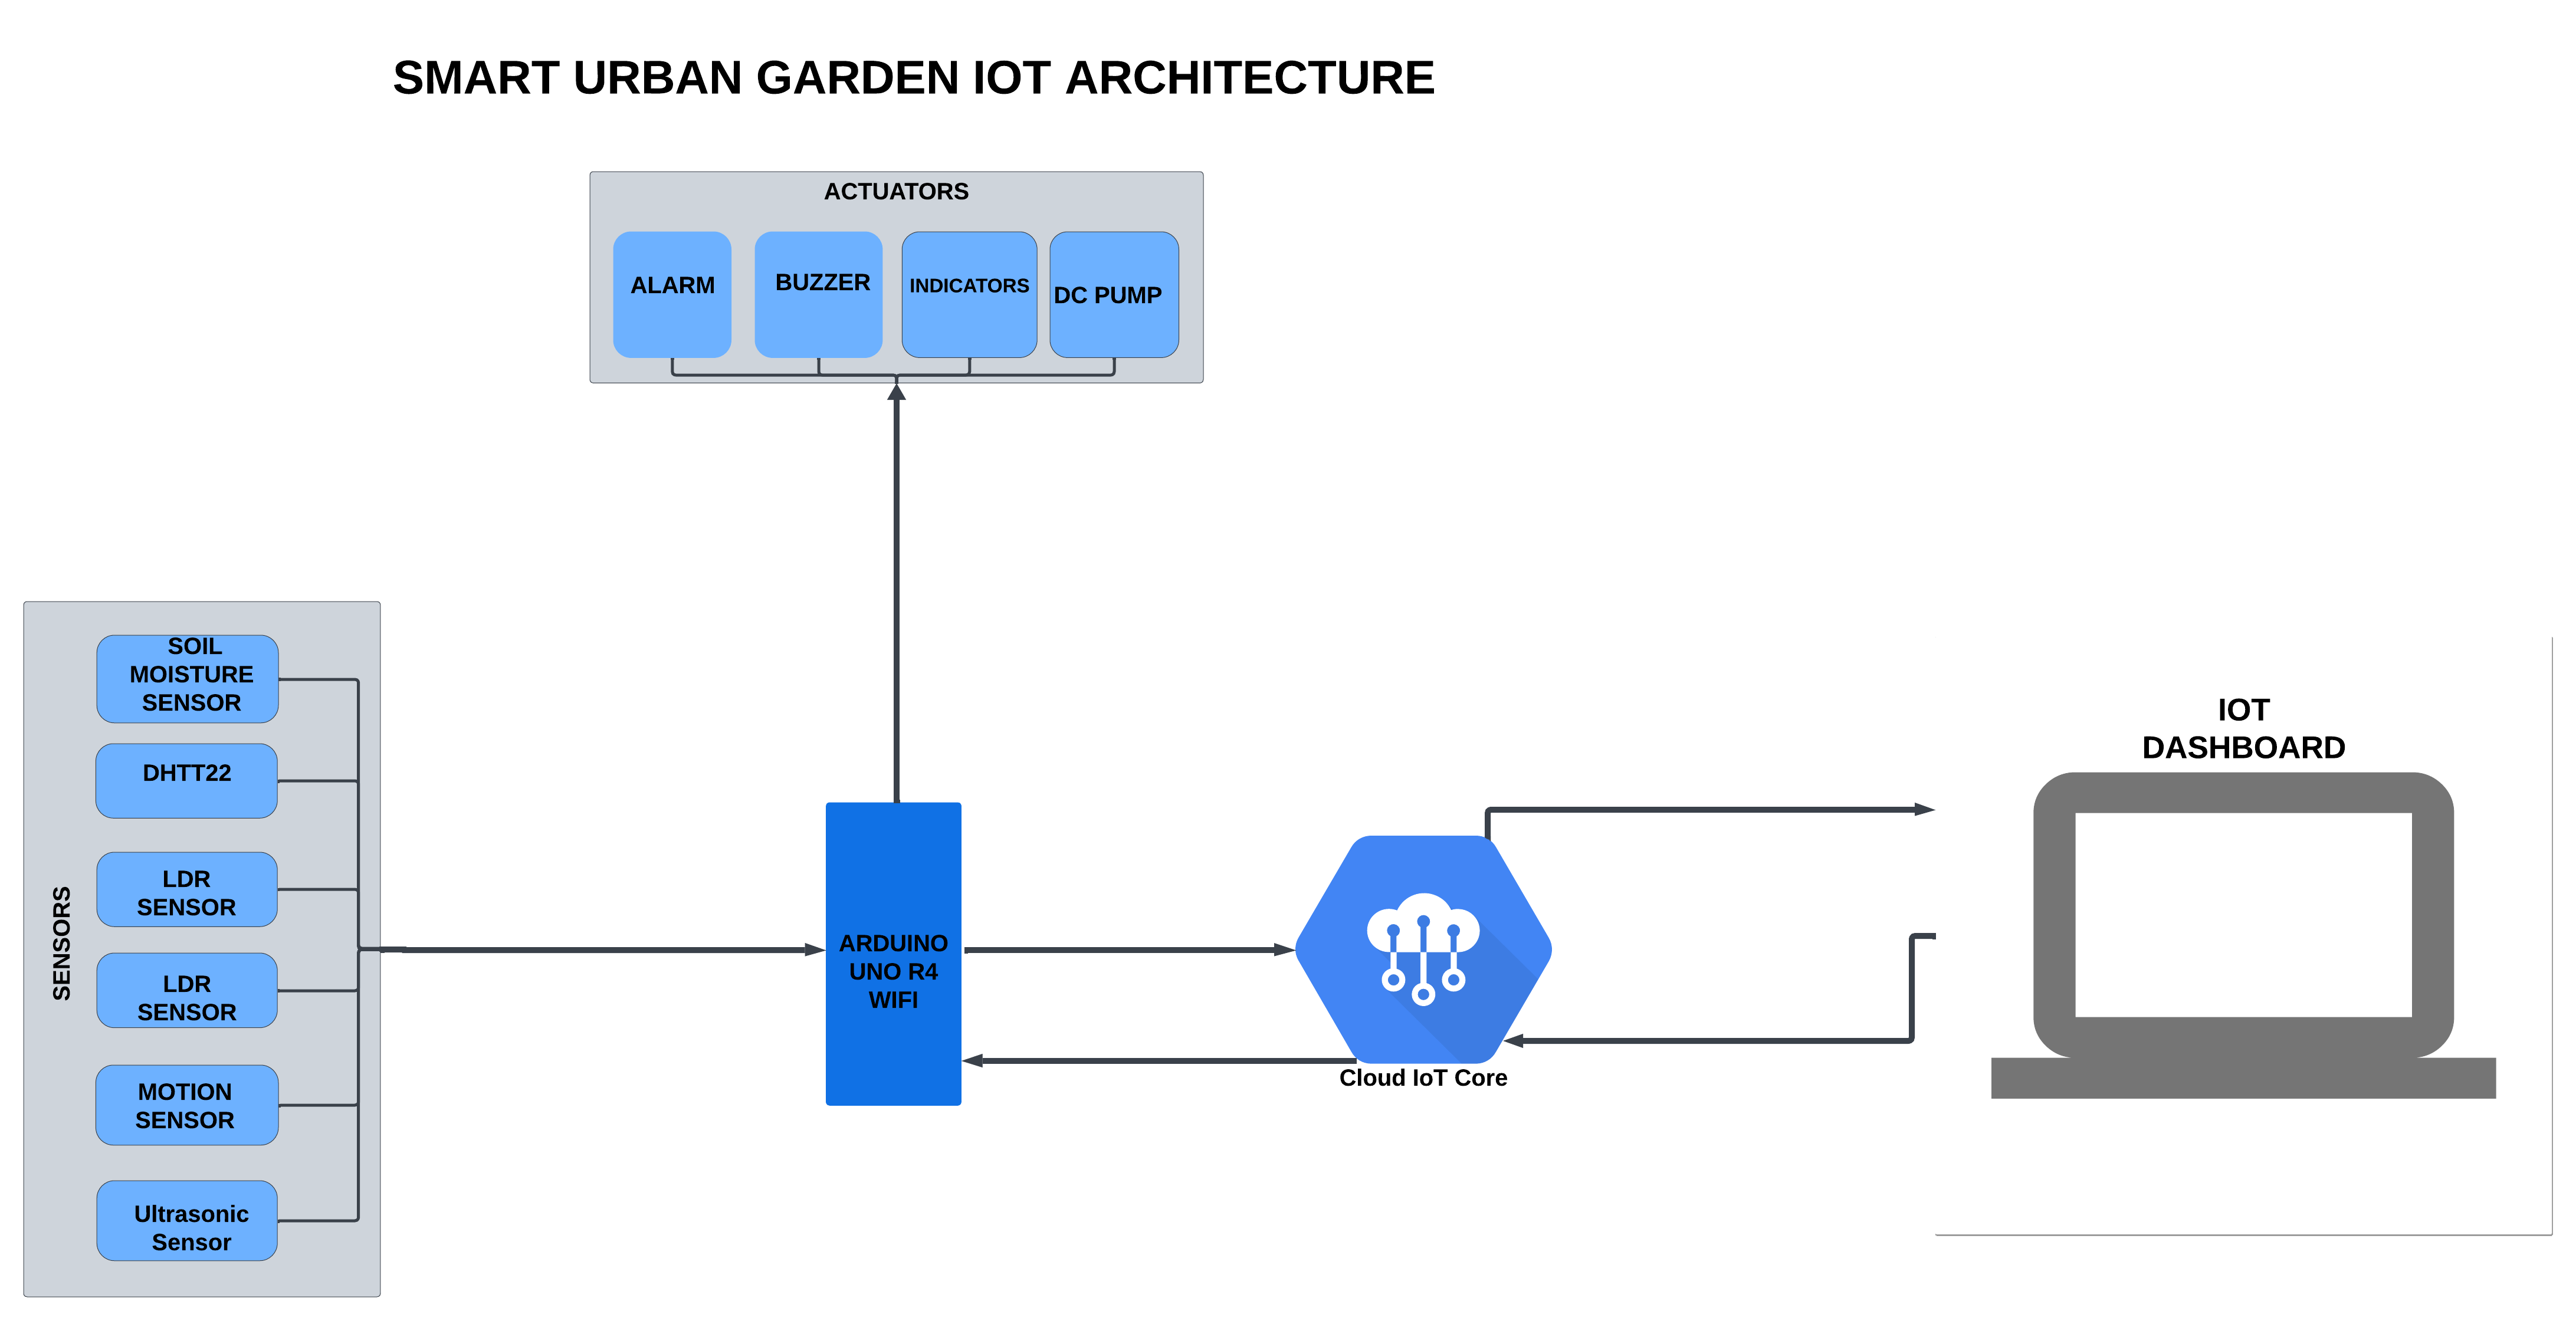 SMART URBAN GARDEN IOT ARCHITECTURE
ACTUATORS
ALARM
BUZZER
INDICATORS
DC PUMP
SENSORS
SOIL
MOISTURE
SENSOR
DHTT22
LDR
SENSOR
LDR
SENSOR
MOTION
SENSOR
Ultrasonic
Sensor
ARDUINO
UNO R4
WIFI
Cloud IoT Core
IOT
DASHBOARD